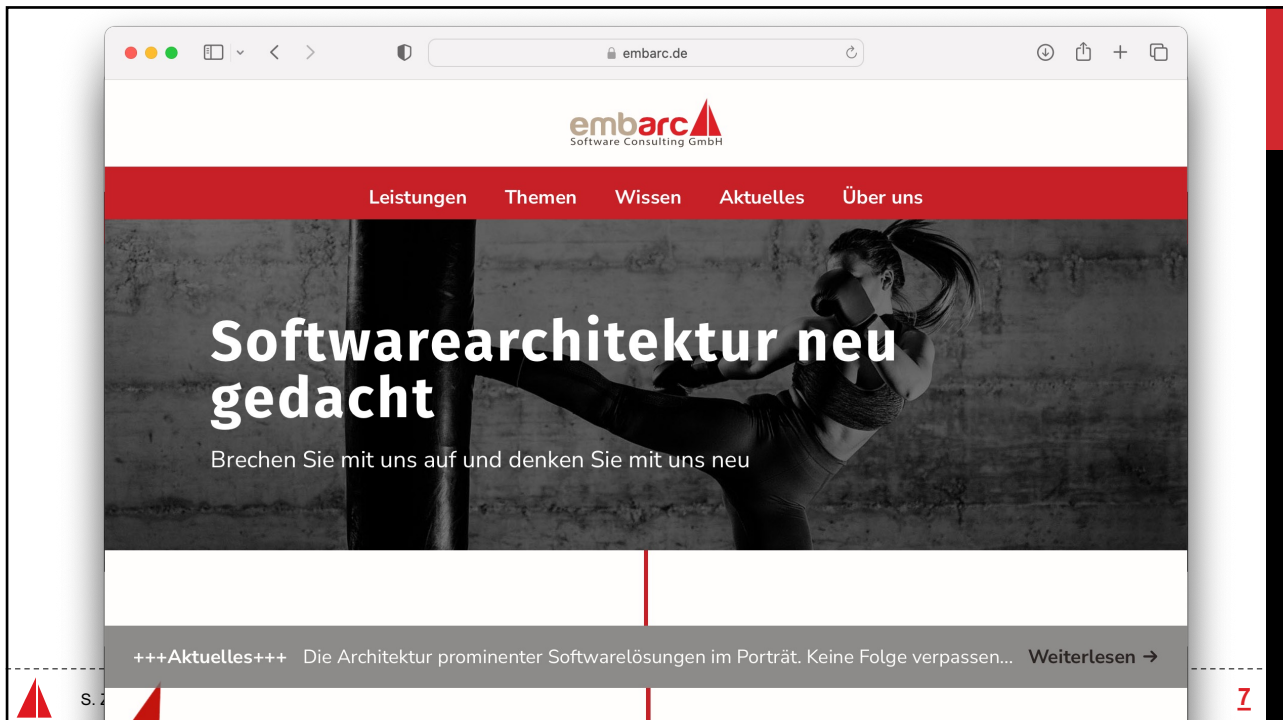 embarc.de
embarc
Software Consulting GmbH
Leistungen Themen Wissen Aktuelles Über uns
Softwarearchitektur neu
gedacht
Brechen Sie mit uns auf und denken Sie mit uns neu
+++Aktuelles+++ Die Architektur prominenter Softwarelösungen im Porträt. Keine Folge verpassen... Weiterlesen →
S.
7